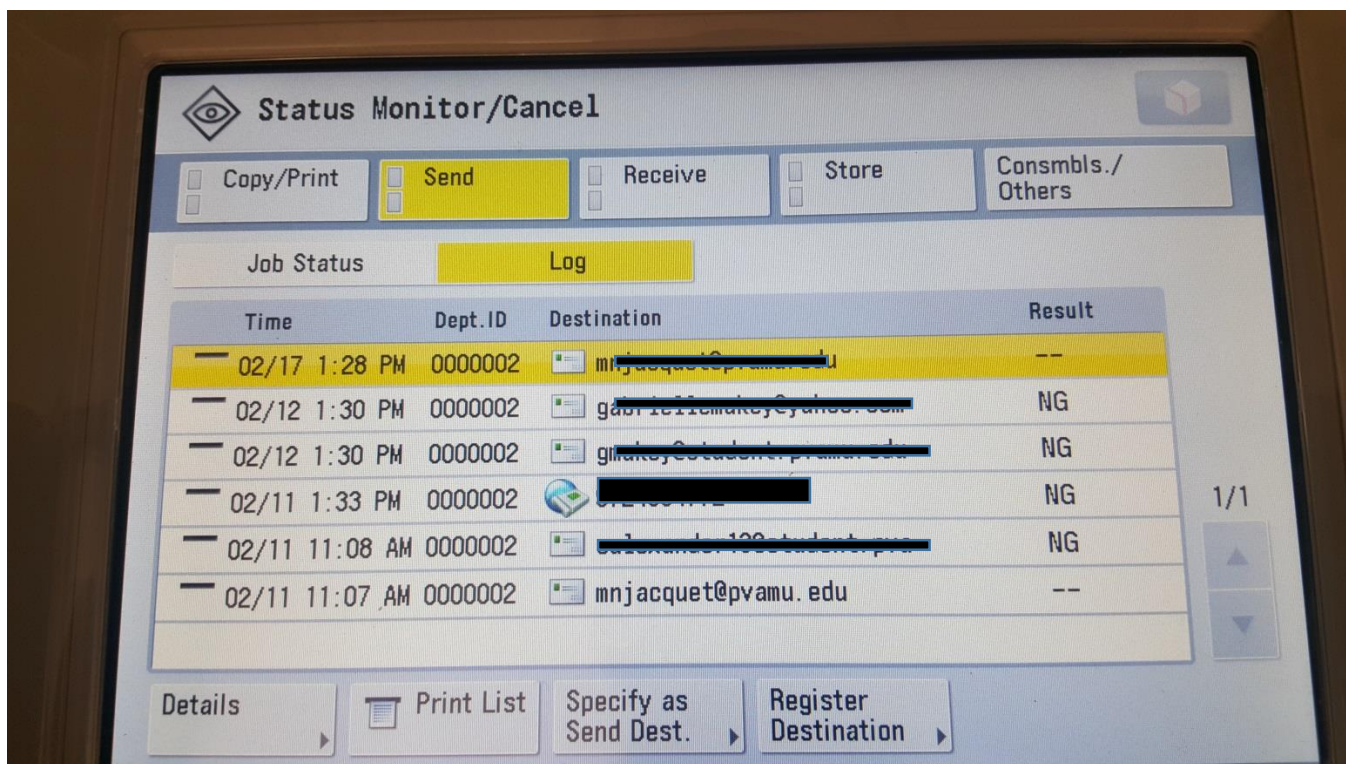 Status Monitor/Cancel
Copy/Print Send Receive Store Consmbls./
Others
Job Status Log
Time Dept.ID Destination Result
02/17 1:28 PM 0000002 --
02/12 1:30 PM 0000002 NG
02/12 1:30 PM 0000002 NG
02/11 1:33 PM 0000002 NG
1/1
02/11 11:08 AM 0000002 NG
02/11 11:07 AM 0000002 mnjacquet@pvamu.edu --
Details Print List Specify as
Send Dest. Register
Destination